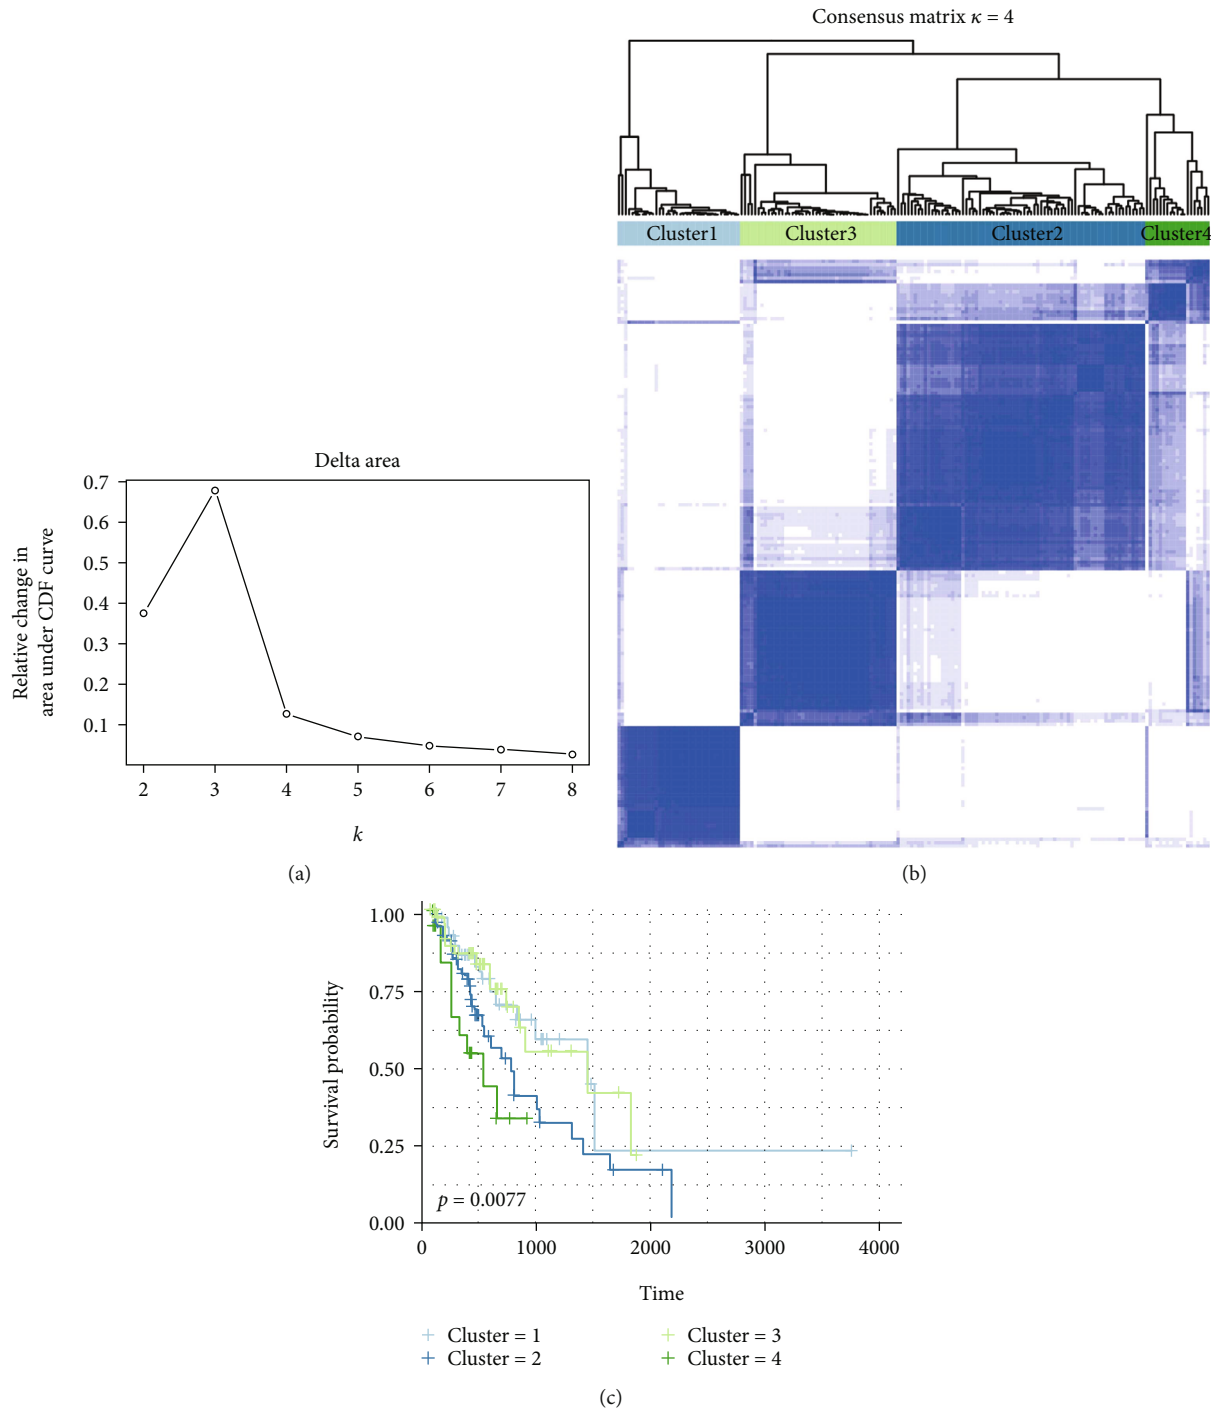 Consensus matrix κ = 4
Cluster1
Cluster3
Cluster2
Cluster4
Delta area
Relative change in
area under CDF curve
0.7
0.6
0.5
0.4
0.3
0.2
0.1
2 3 4 5 6 7 8
k
(a)
(b)
Survival probability
1.00
0.75
0.50
0.25
0.00
p = 0.0077
0 1000 2000 3000 4000
Time
Cluster = 1
Cluster = 2
Cluster = 3
Cluster = 4
(c)